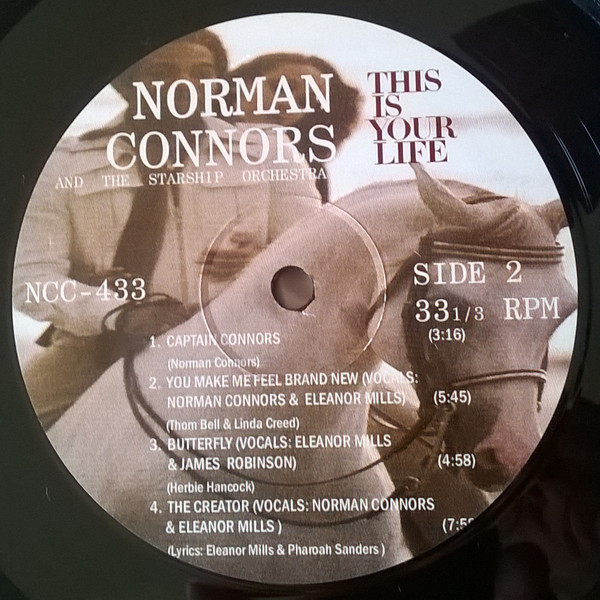 NORMAN
CONNORS
AND THE STARSHIP ORCHESTRA
THIS
IS
YOUR
LIFE
NCC-433
SIDE 2
33 1/3 RPM
1. CAPTAIN CONNORS (3:16)
(Norman Connors)
2. YOU MAKE ME FEEL BRAND NEW (VOCALS:
NORMAN CONNORS & ELEANOR MILLS) (5:45)
(Thom Bell & Linda Creed)
3. BUTTERFLY (VOCALS: ELEANOR MILLS
& JAMES ROBINSON) (4:58)
(Herbie Hancock)
4. THE CREATOR (VOCALS: NORMAN CONNORS
& ELEANOR MILLS )
(Lyrics: Eleanor Mills & Pharoah Sanders )